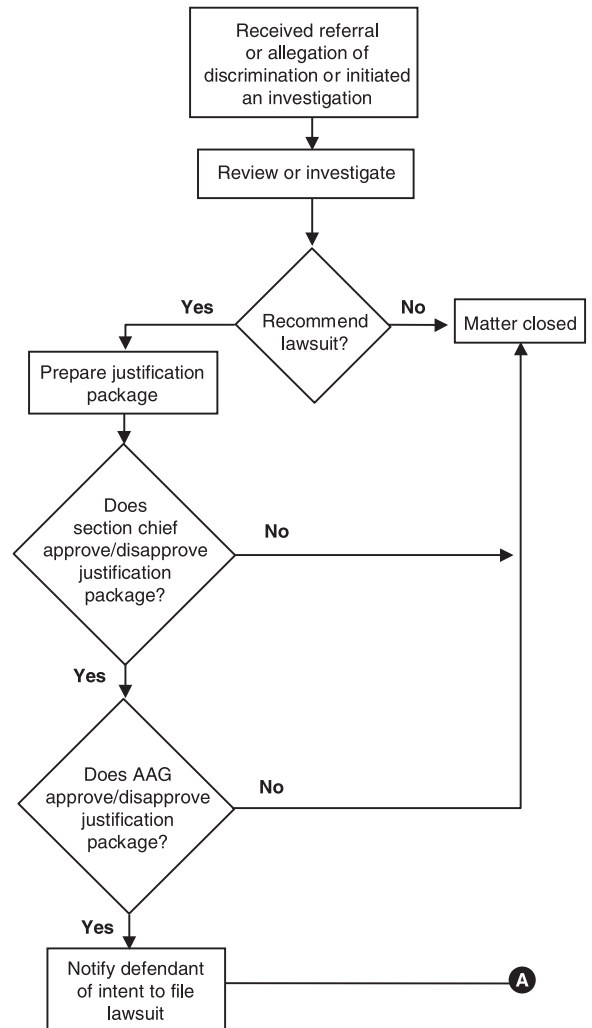 Received referral
or allegation of
discrimination or initiated
an investigation
Review or investigate
Recommend
lawsuit?
Yes
No
Matter closed
Prepare justification
package
Does
section chief
approve/disapprove
justification
package?
No
Yes
Does AAG
approve/disapprove
justification
package?
No
Yes
Notify defendant
of intent to file
lawsuit
A